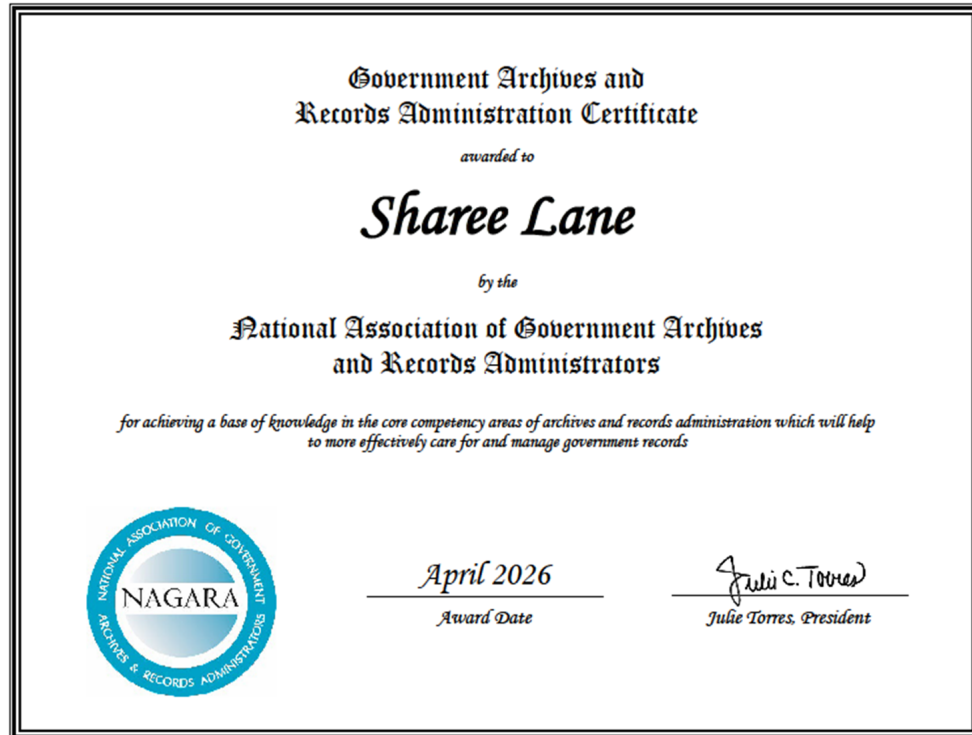 Government Archives and
Records Administration Certificate
awarded to
Sharee Lane
by the
National Association of Government Archives
and Records Administrators
for achieving a base of knowledge in the core competency areas of archives and records administration which will help
to more effectively care for and manage government records
NATIONAL ASSOCIATION OF GOVERNMENT
NAGARA
ARCHIVES & RECORDS ADMINISTRATORS
April 2026
Award Date
Julie C. Torres
Julie Torres, President